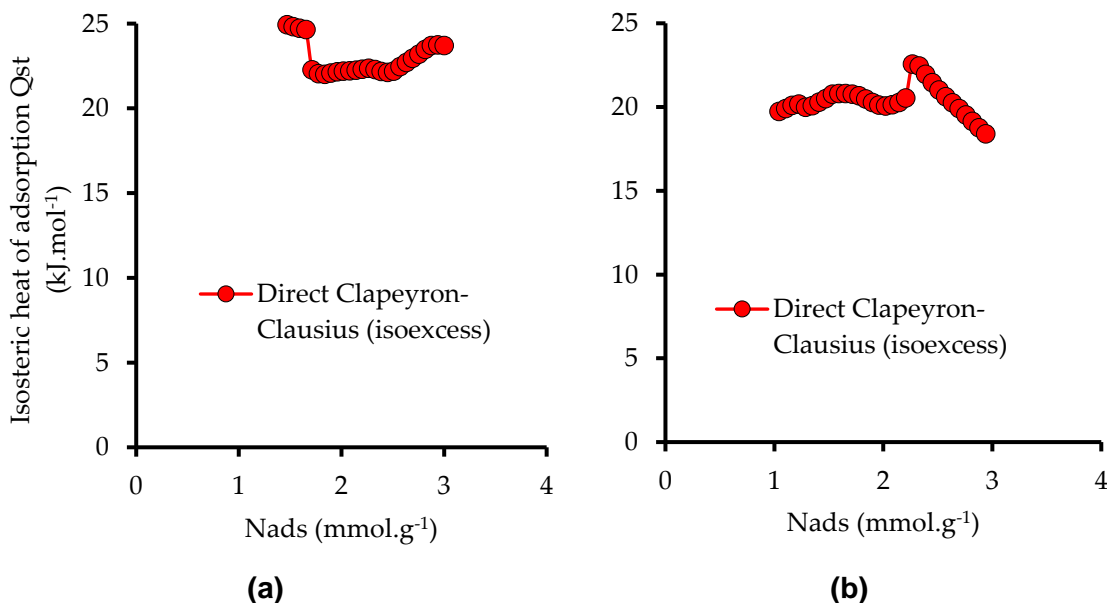 Isosteric heat of adsorption Qst
(kJ.mol⁻¹)
25
20
15
10
5
0
0 1 2 3 4
Nads (mmol.g⁻¹)
Direct Clapeyron-
Clausius (isoexcess)
(a)
25
20
15
10
5
0
0 1 2 3 4
Nads (mmol.g⁻¹)
Direct Clapeyron-
Clausius (isoexcess)
(b)